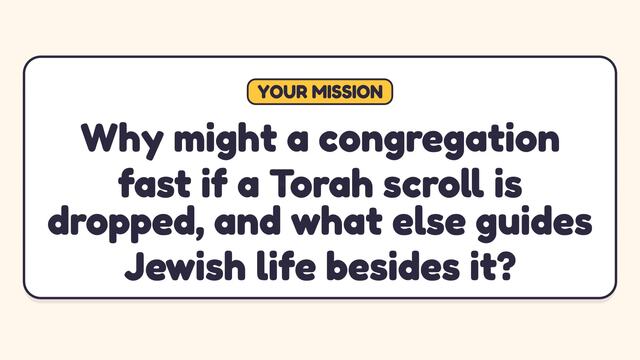 YOUR MISSION
Why might a congregation
fast if a Torah scroll is
dropped, and what else guides
Jewish life besides it?